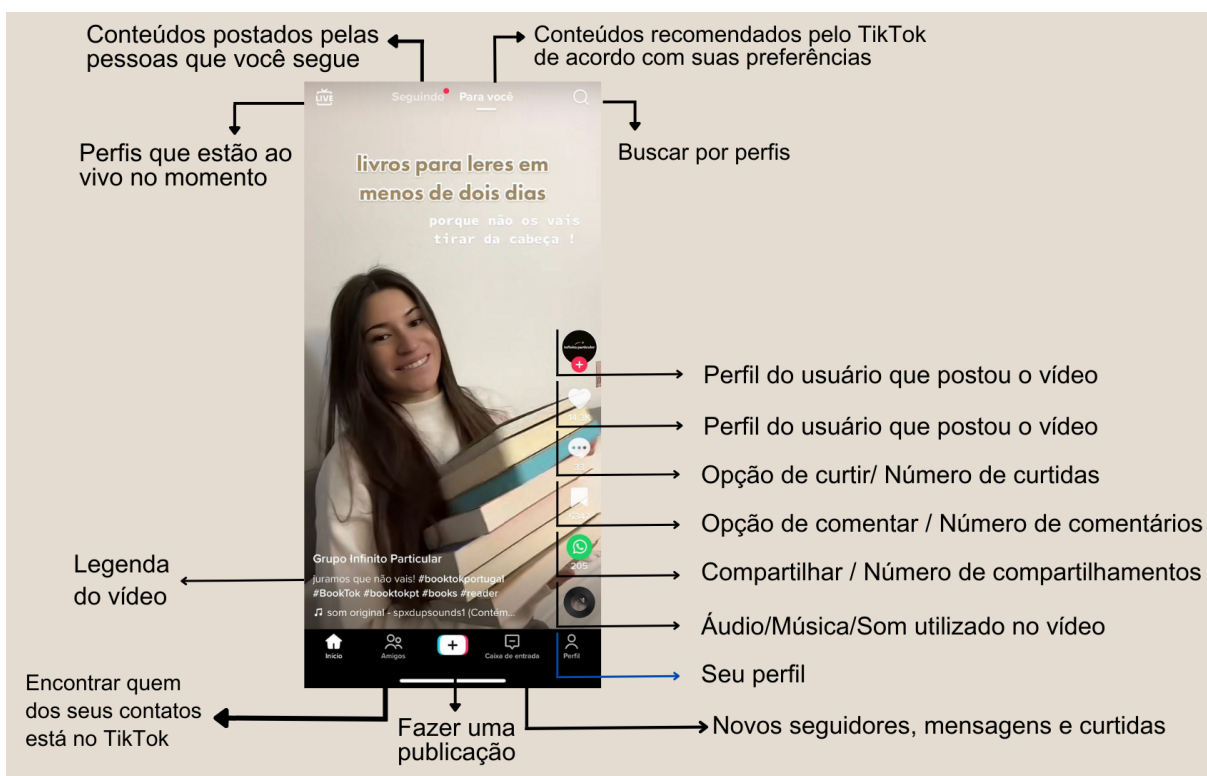 Conteúdos postados pelas
pessoas que você segue
Conteúdos recomendados pelo TikTok
de acordo com suas preferências
LIVE
Seguindo
Para você
Perfis que estão ao
vivo no momento
Buscar por perfis
livros para leres em
menos de dois dias
porque não os vais
tirar da cabeça !
Perfil do usuário que postou o vídeo
Perfil do usuário que postou o vídeo
Opção de curtir/ Número de curtidas
Opção de comentar / Número de comentários
205
Compartilhar / Número de compartilhamentos
Áudio/Música/Som utilizado no vídeo
Seu perfil
Legenda
do vídeo
Grupo Infinito Particular
juramos que não vais! #booktokportugal
#BookTok #booktokpt #books #reader
som original - spxdupsounds1 (Contém...
Início
Amigos
Caixa de entrada
Perfil
Encontrar quem
dos seus contatos
está no TikTok
Fazer uma
publicação
Novos seguidores, mensagens e curtidas